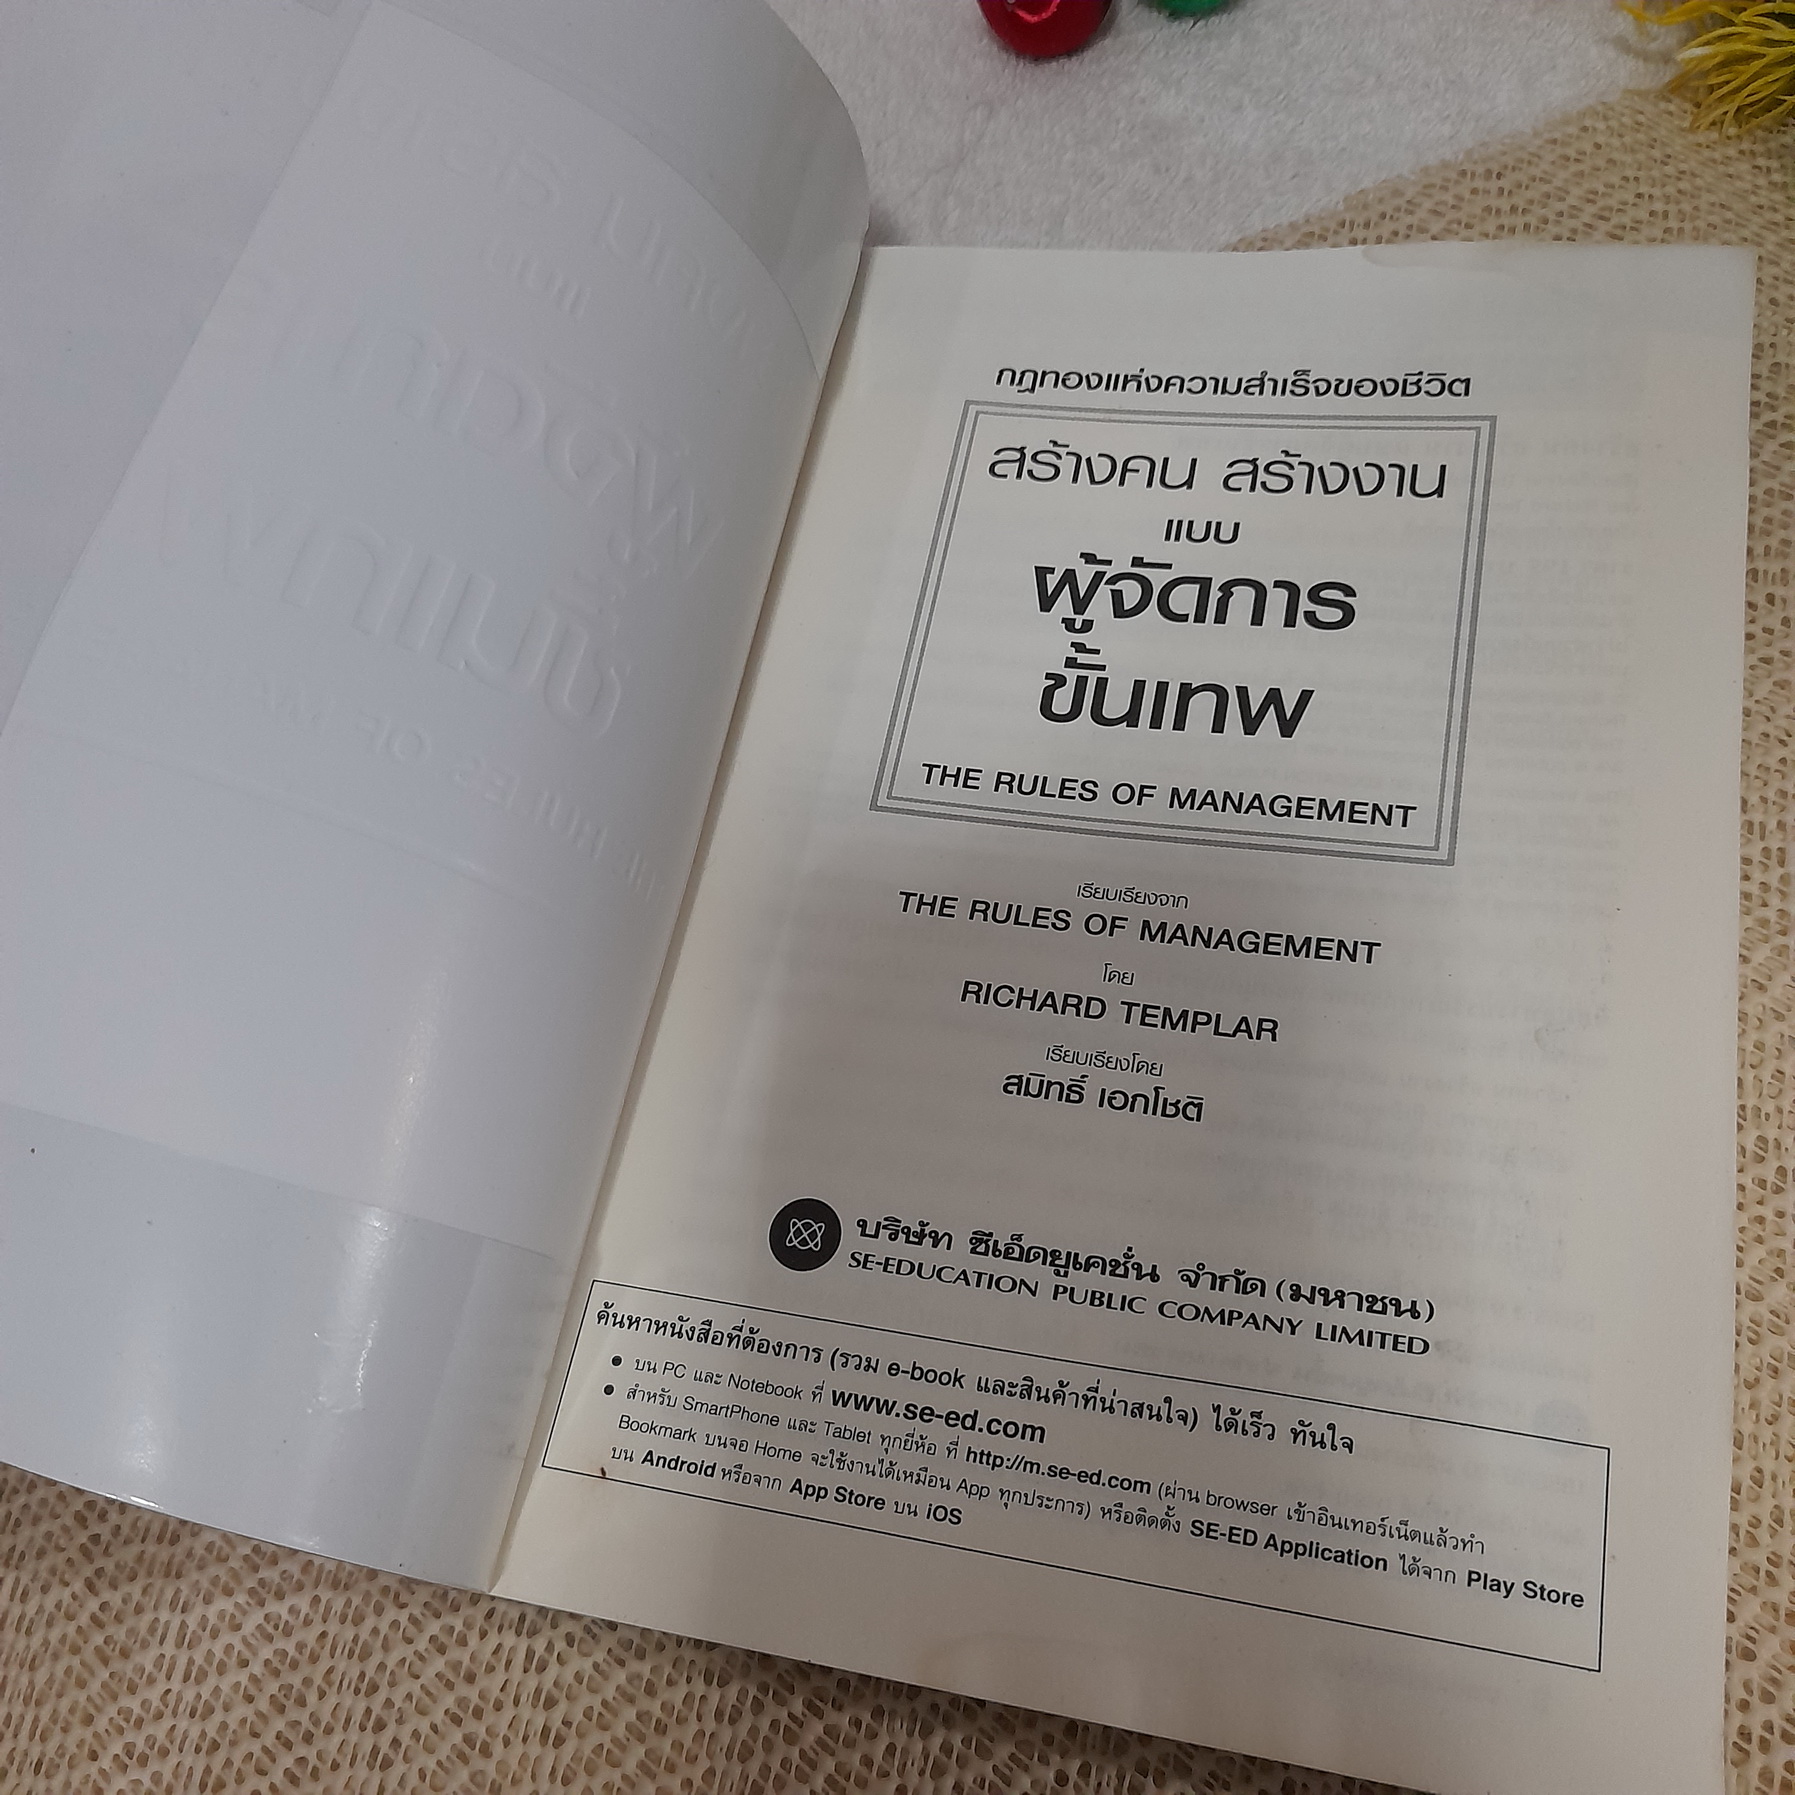 กฎทองแห่งความสำเร็จของชีวิต
สร้างคน สร้างงาน
แบบ
ผู้จัดการ
ขั้นเทพ
THE RULES OF MANAGEMENT
เรียบเรียงจาก
THE RULES OF MANAGEMENT
โดย
RICHARD TEMPLAR
เรียบเรียงโดย
สมิทธิ์ เอกโชติ
บริษัท ซีเอ็ดยูเคชั่น จำกัด (มหาชน)
SE-EDUCATION PUBLIC COMPANY LIMITED
ค้นหาหนังสือที่ต้องการ (รวม e-book และสินค้าที่น่าสนใจ) ได้เร็ว ทันใจ
● บน PC และ Notebook ที่ www.se-ed.com
● สำหรับ SmartPhone และ Tablet ทุกยี่ห้อ ที่ http://m.se-ed.com (ผ่าน browser เข้าอินเทอร์เน็ตแล้วทำ
Bookmark บนจอ Home จะใช้งานได้เหมือน App ทุกประการ) หรือติดตั้ง SE-ED Application ได้จาก Play Store
บน Android หรือจาก App Store บน iOS